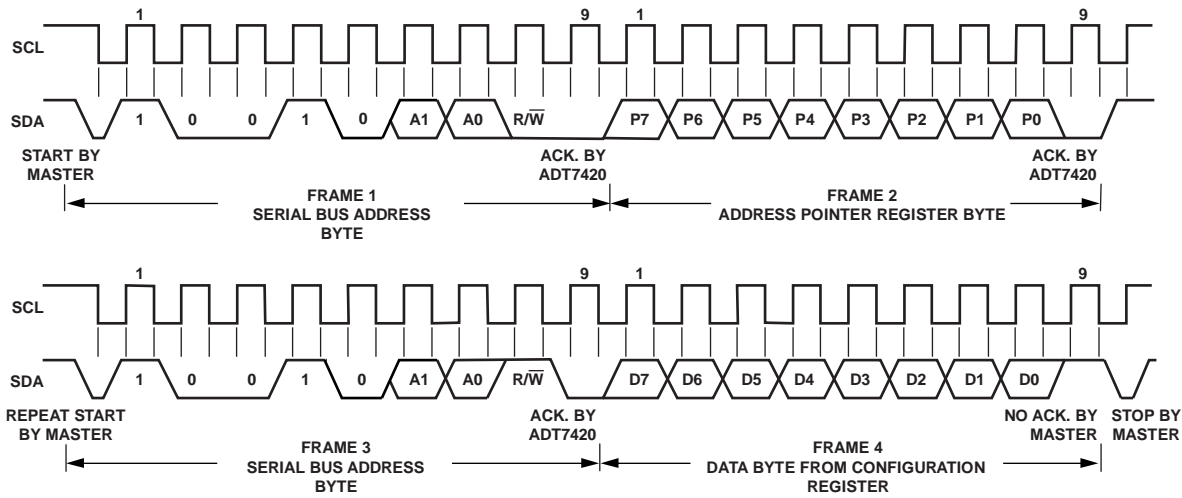 1 9 1 9
SCL
SDA 1 0 0 1 0 A1 A0 R/W̅ P7 P6 P5 P4 P3 P2 P1 P0
START BY
MASTER
ACK. BY
ADT7420
ACK. BY
ADT7420
FRAME 1
SERIAL BUS ADDRESS
BYTE
FRAME 2
ADDRESS POINTER REGISTER BYTE
1 9 1 9
SCL
SDA 1 0 0 1 0 A1 A0 R/W̅ D7 D6 D5 D4 D3 D2 D1 D0
REPEAT START
BY MASTER
ACK. BY
ADT7420
NO ACK. BY
MASTER
STOP BY
MASTER
FRAME 3
SERIAL BUS ADDRESS
BYTE
FRAME 4
DATA BYTE FROM CONFIGURATION
REGISTER